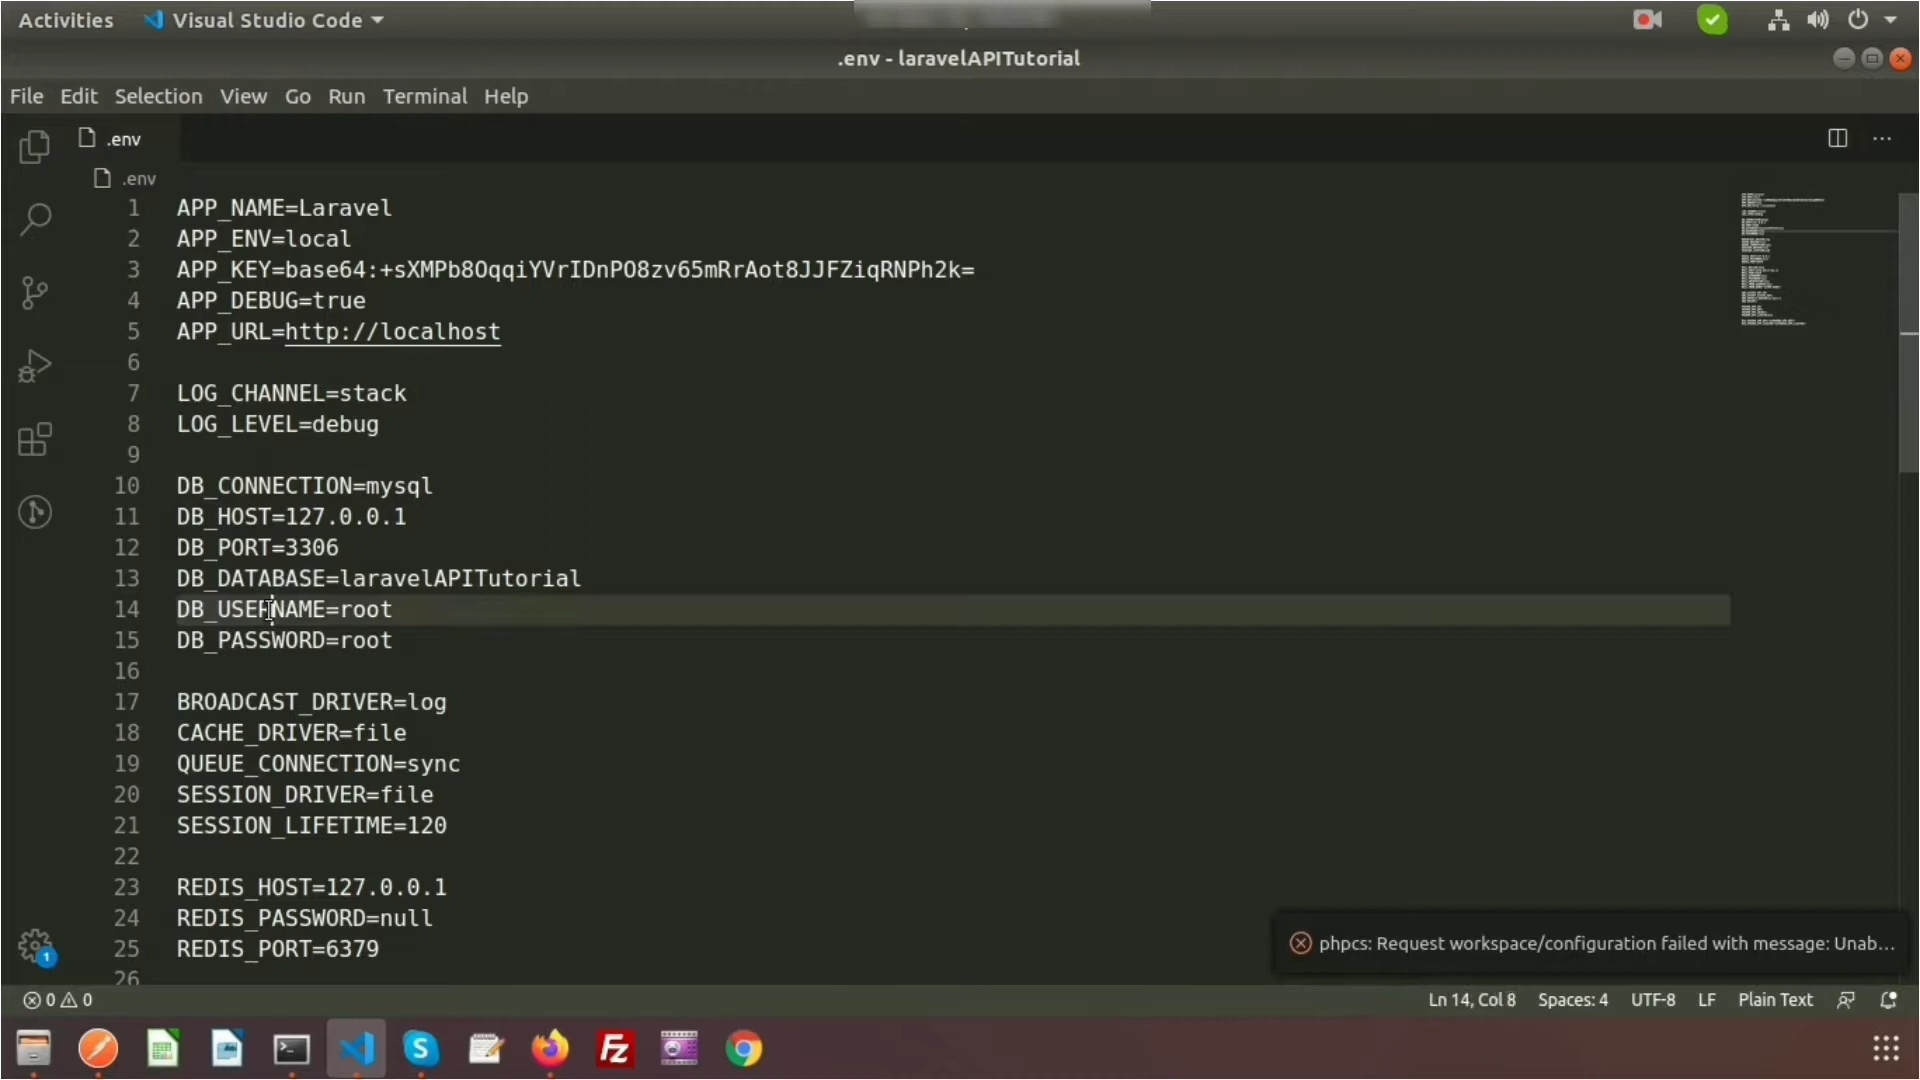 Activities Visual Studio Code
.env - laravelAPITutorial
File Edit Selection View Go Run Terminal Help
.env
.env
1 APP_NAME=Laravel
2 APP_ENV=local
3 APP_KEY=base64:+sXMPb8OqqiYVrIDnPO8zv65mRrAot8JJFZiqRNPh2k=
4 APP_DEBUG=true
5 APP_URL=http://localhost
6
7 LOG_CHANNEL=stack
8 LOG_LEVEL=debug
9
10 DB_CONNECTION=mysql
11 DB_HOST=127.0.0.1
12 DB_PORT=3306
13 DB_DATABASE=laravelAPITutorial
14 DB_USERNAME=root
15 DB_PASSWORD=root
16
17 BROADCAST_DRIVER=log
18 CACHE_DRIVER=file
19 QUEUE_CONNECTION=sync
20 SESSION_DRIVER=file
21 SESSION_LIFETIME=120
22
23 REDIS_HOST=127.0.0.1
24 REDIS_PASSWORD=null
25 REDIS_PORT=6379
26
phpcs: Request workspace/configuration failed with message: Unab...
1
0 0 Ln 14, Col 8 Spaces: 4 UTF-8 LF Plain Text
S Fz